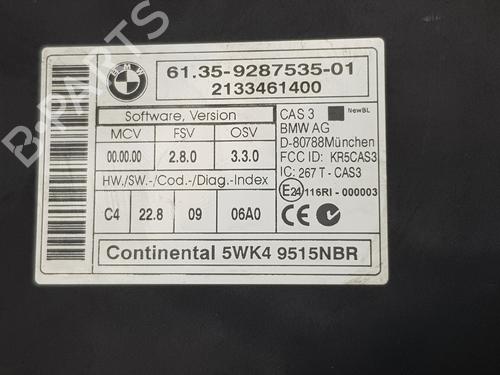 BMW
61.35-9287535-01
2133461400
Software, Version
MCV FSV OSV
00.00.00 2.8.0 3.3.0
HW./SW.-/Cod.-/Diag.-Index
C4 22.8 09 06A0
CAS 3 NewBL
BMW AG
D-80788München
FCC ID: KR5CAS3
IC: 267 T - CAS3
E24 116RI - 000003
CE
Continental 5WK4 9515NBR
B-PARTS